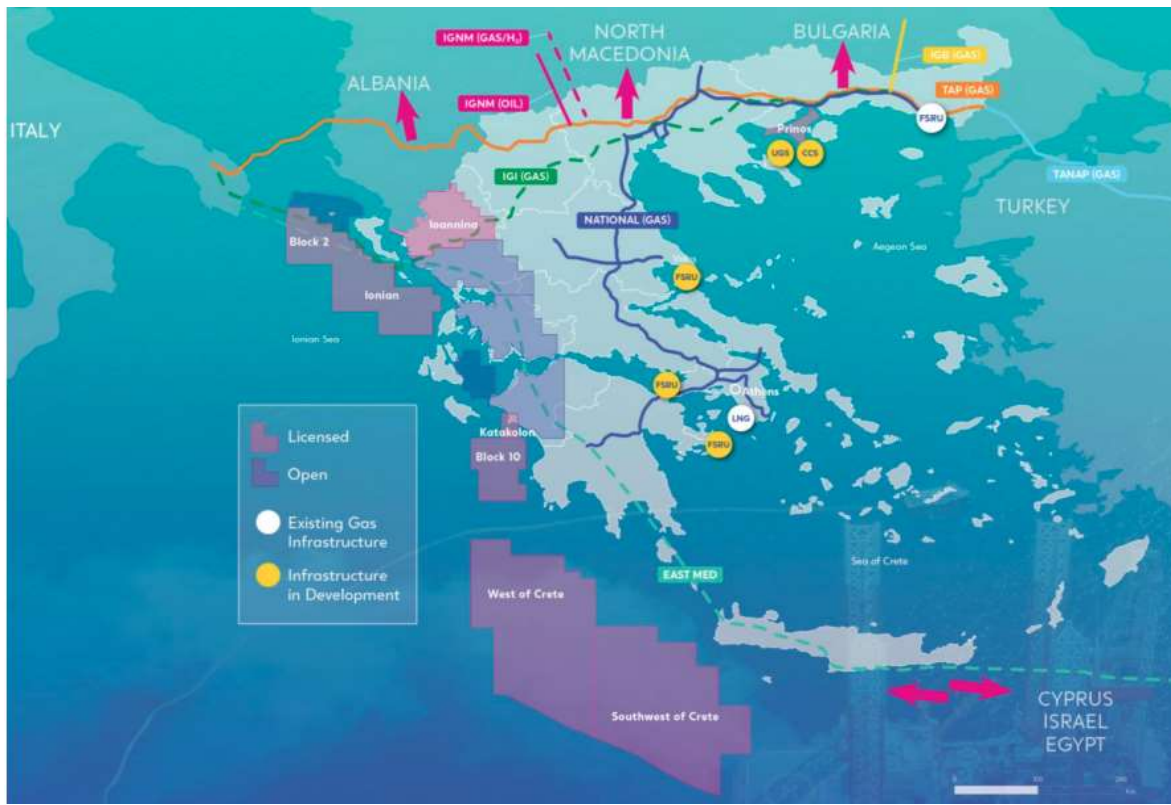 IGNM (GAS/H₂)
NORTH
MACEDONIA
BULGARIA
IGB (GAS)
ALBANIA
IGNM (OIL)
TAP (GAS)
ITALY
FSRU
Prinos
UGS
CCS
IGI (GAS)
TANAP (GAS)
TURKEY
NATIONAL (GAS)
Ioannina
Aegean Sea
Block 2
FSRU
Ionian
Ionian Sea
FSRU
Athens
LNG
Katakolon
FSRU
Block 10
Licensed
Open
Existing Gas
Infrastructure
Infrastructure
in Development
Sea of Crete
EAST MED
West of Crete
Southwest of Crete
CYPRUS
ISRAEL
EGYPT